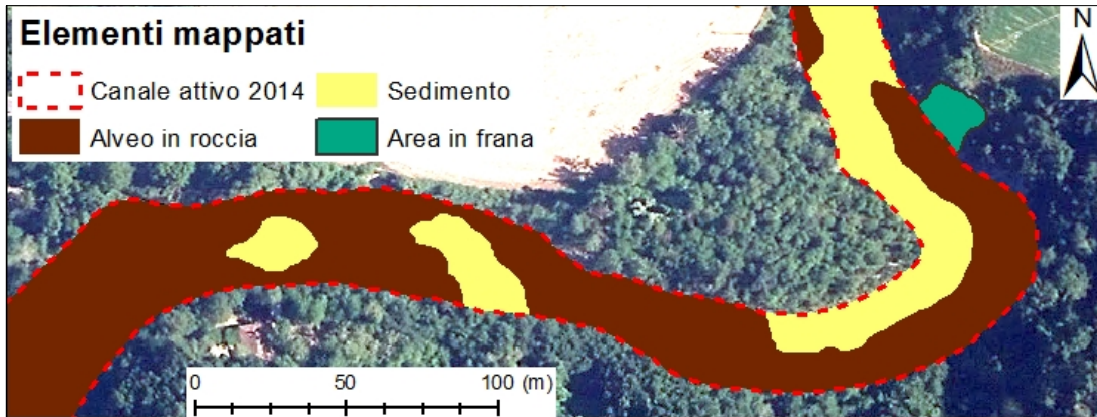 Elementi mappati
N
Canale attivo 2014
Sedimento
Alveo in roccia
Area in frana
0 50 100 (m)